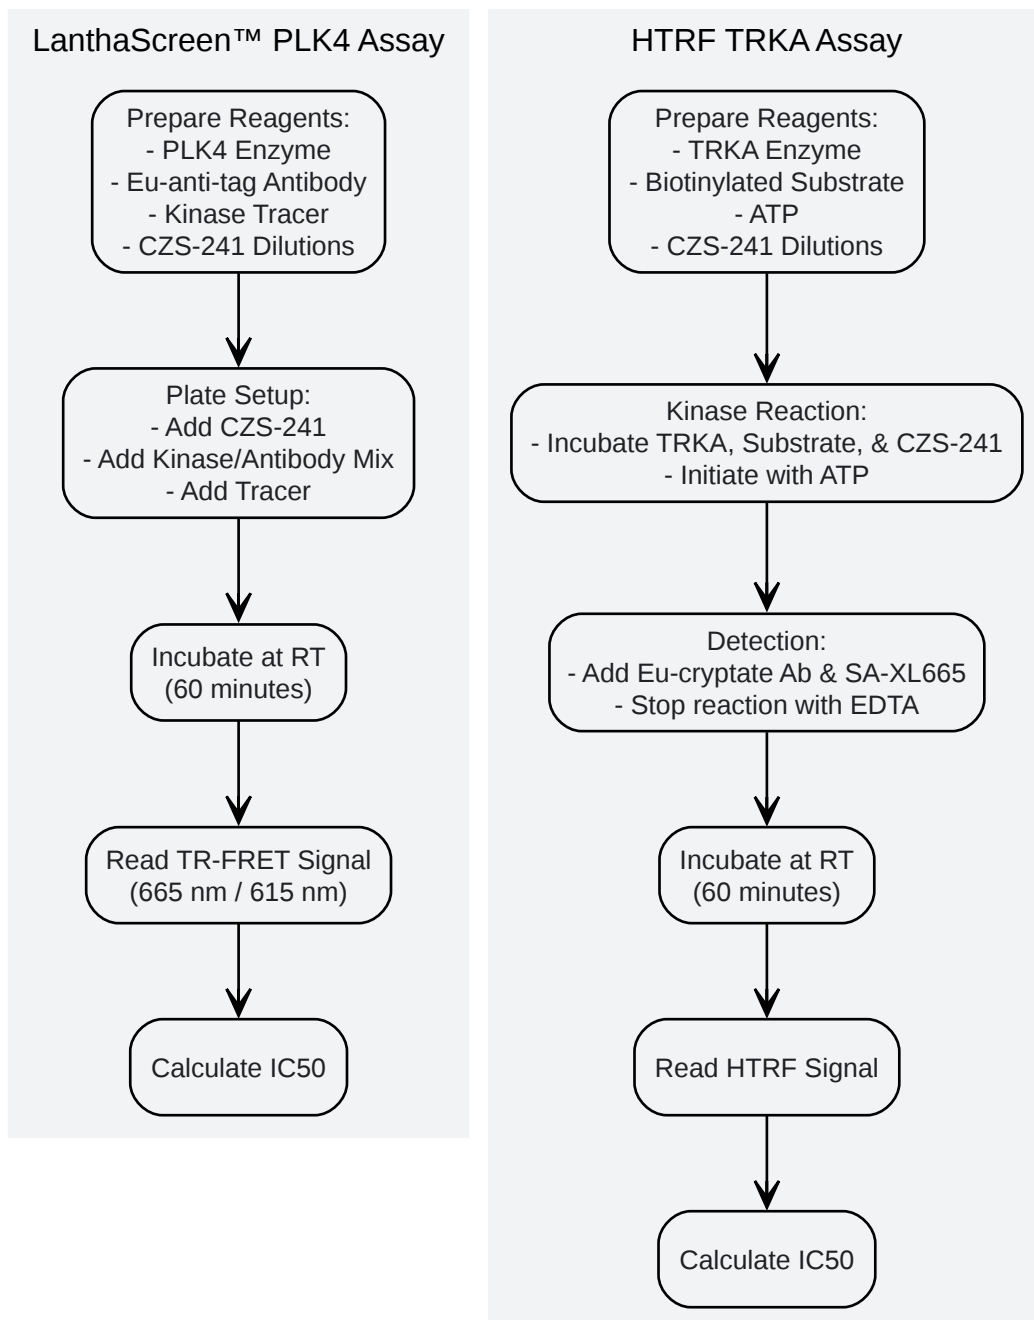 LanthaScreen™ PLK4 Assay
Prepare Reagents:
- PLK4 Enzyme
- Eu-anti-tag Antibody
- Kinase Tracer
- CZS-241 Dilutions
Plate Setup:
- Add CZS-241
- Add Kinase/Antibody Mix
- Add Tracer
Incubate at RT
(60 minutes)
Read TR-FRET Signal
(665 nm / 615 nm)
Calculate IC50
HTRF TRKA Assay
Prepare Reagents:
- TRKA Enzyme
- Biotinylated Substrate
- ATP
- CZS-241 Dilutions
Kinase Reaction:
- Incubate TRKA, Substrate, & CZS-241
- Initiate with ATP
Detection:
- Add Eu-cryptate Ab & SA-XL665
- Stop reaction with EDTA
Incubate at RT
(60 minutes)
Read HTRF Signal
Calculate IC50